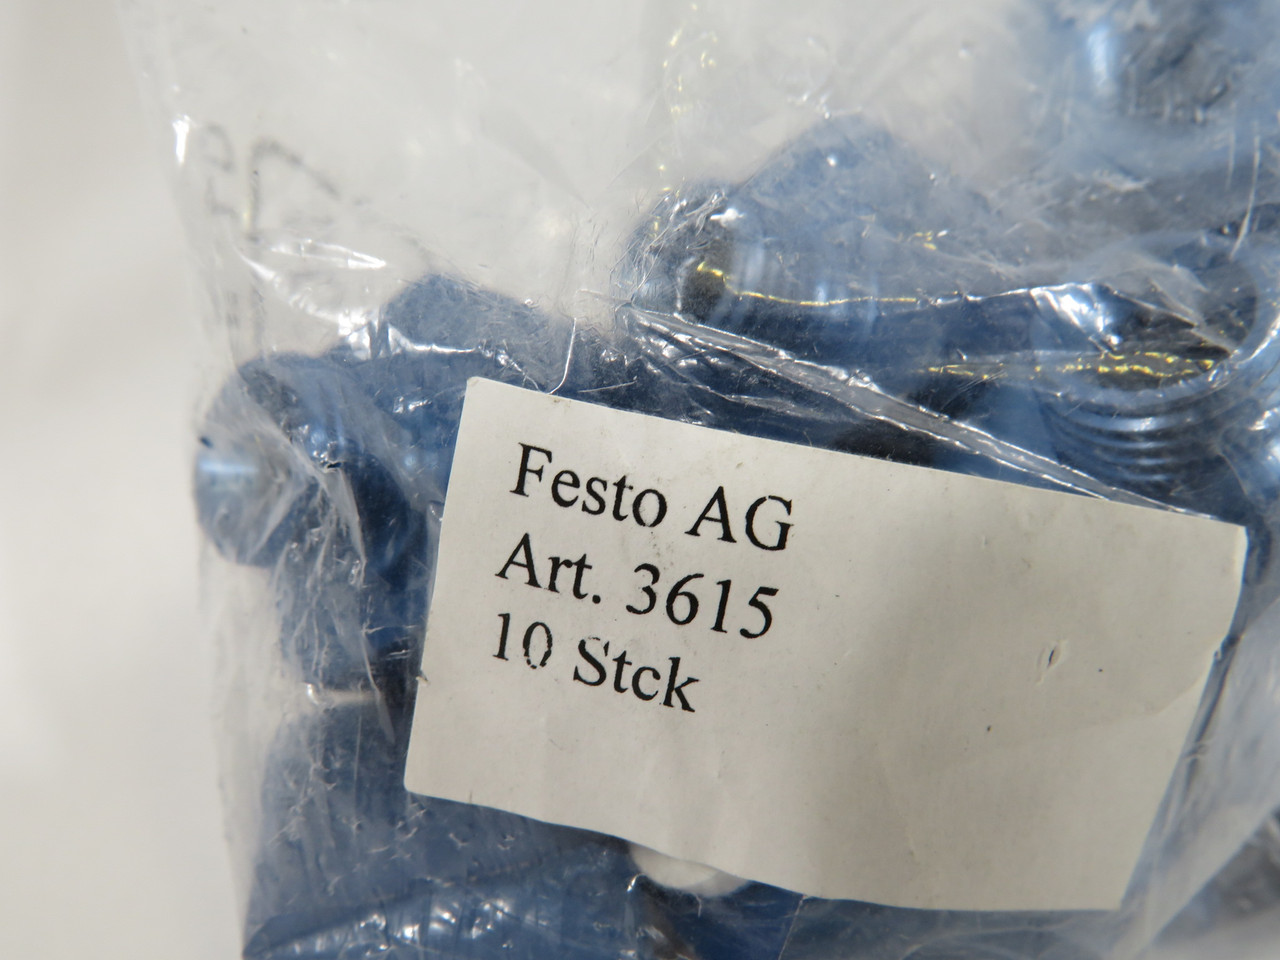 Festo AG
Art. 3615
10 Stck